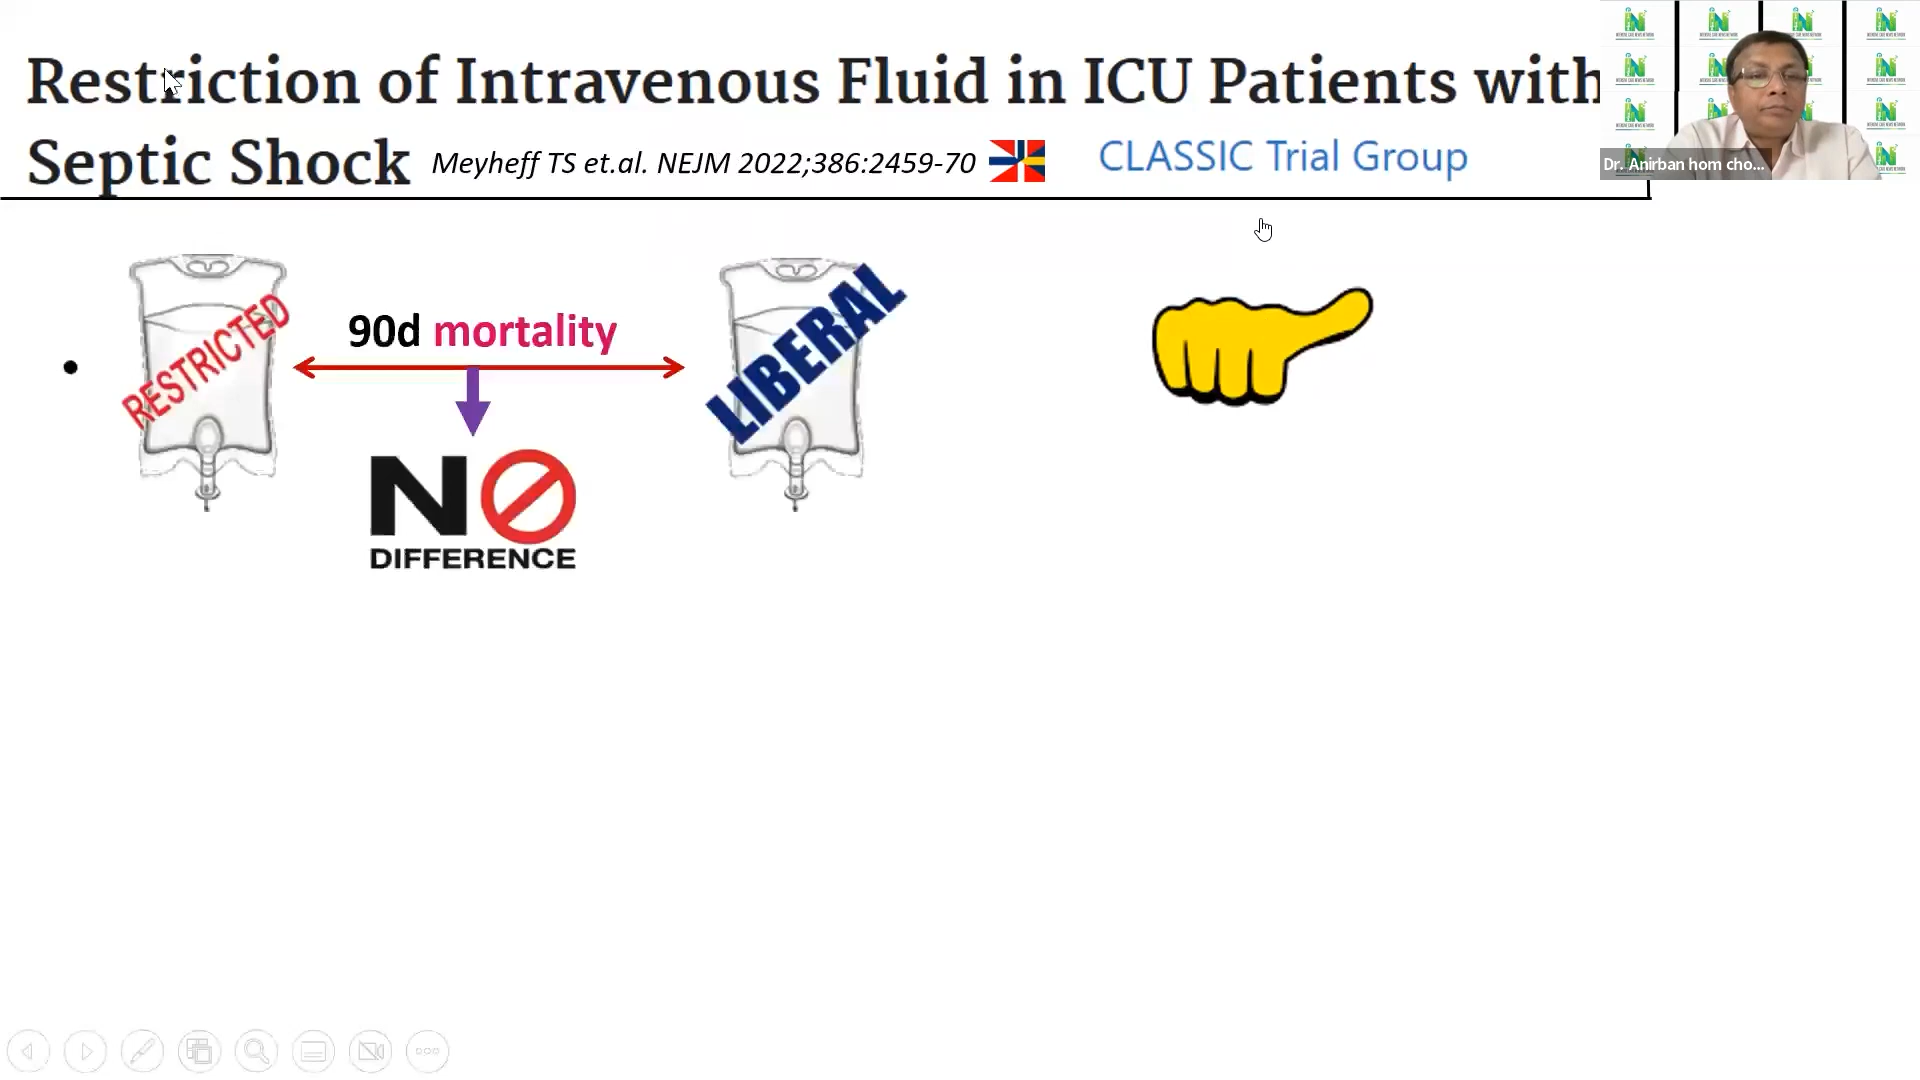 Restriction of Intravenous Fluid in ICU Patients with
Septic Shock Meyheff TS et.al. NEJM 2022;386:2459-70 CLASSIC Trial Group
Dr. Anirban hom cho...
RESTRICTED
90d mortality
LIBERAL
NO
DIFFERENCE